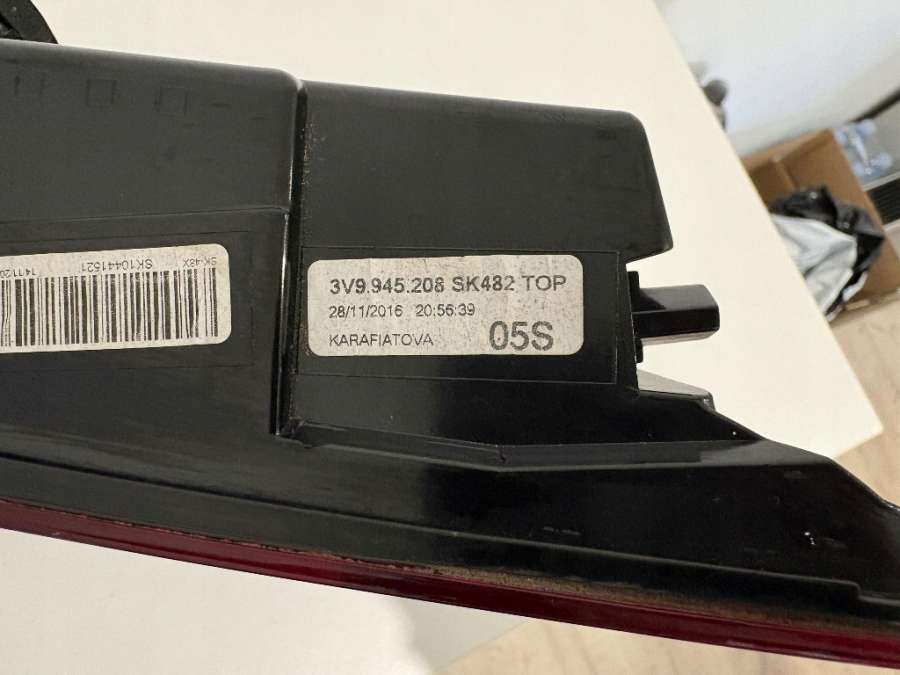 SK-48X
SK10441521
3V9.945.208 SK482 TOP
28/11/2016 20:56:39
KARAFIATOVA 05S